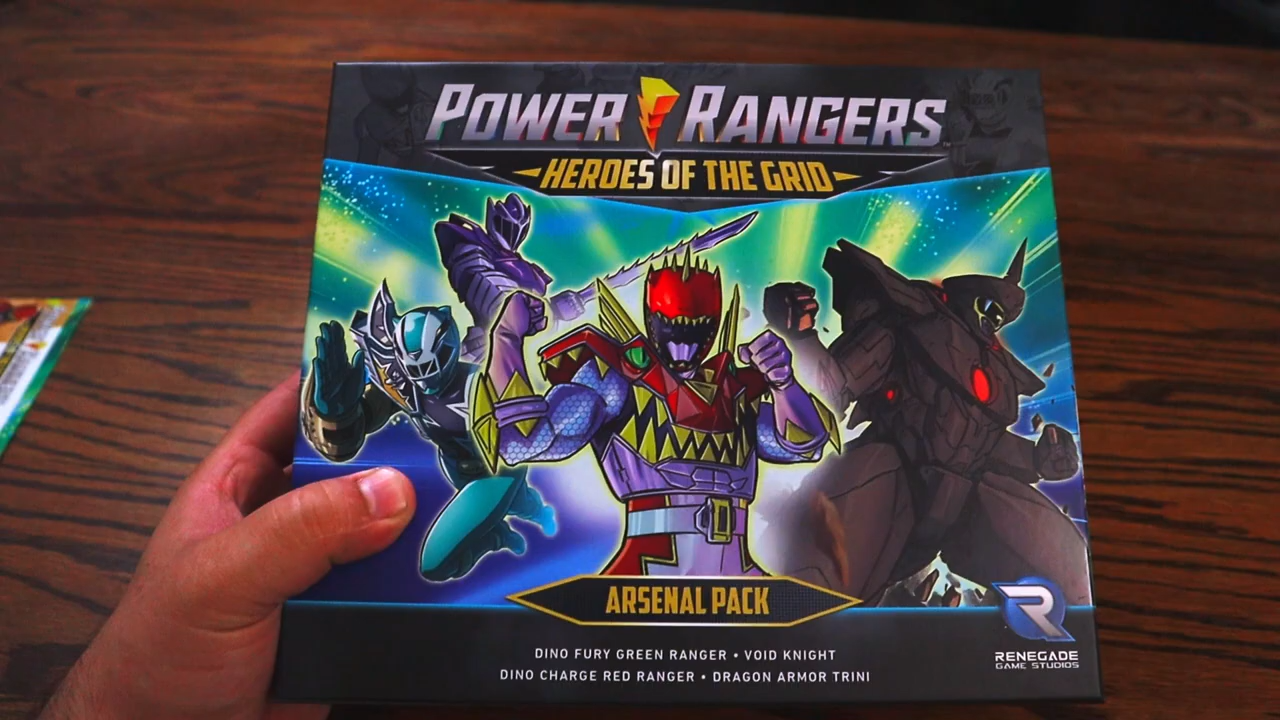 POWER RANGERS
HEROES OF THE GRID
ARSENAL PACK
DINO FURY GREEN RANGER • VOID KNIGHT
DINO CHARGE RED RANGER • DRAGON ARMOR TRINI
R
RENEGADE
GAME STUDIOS